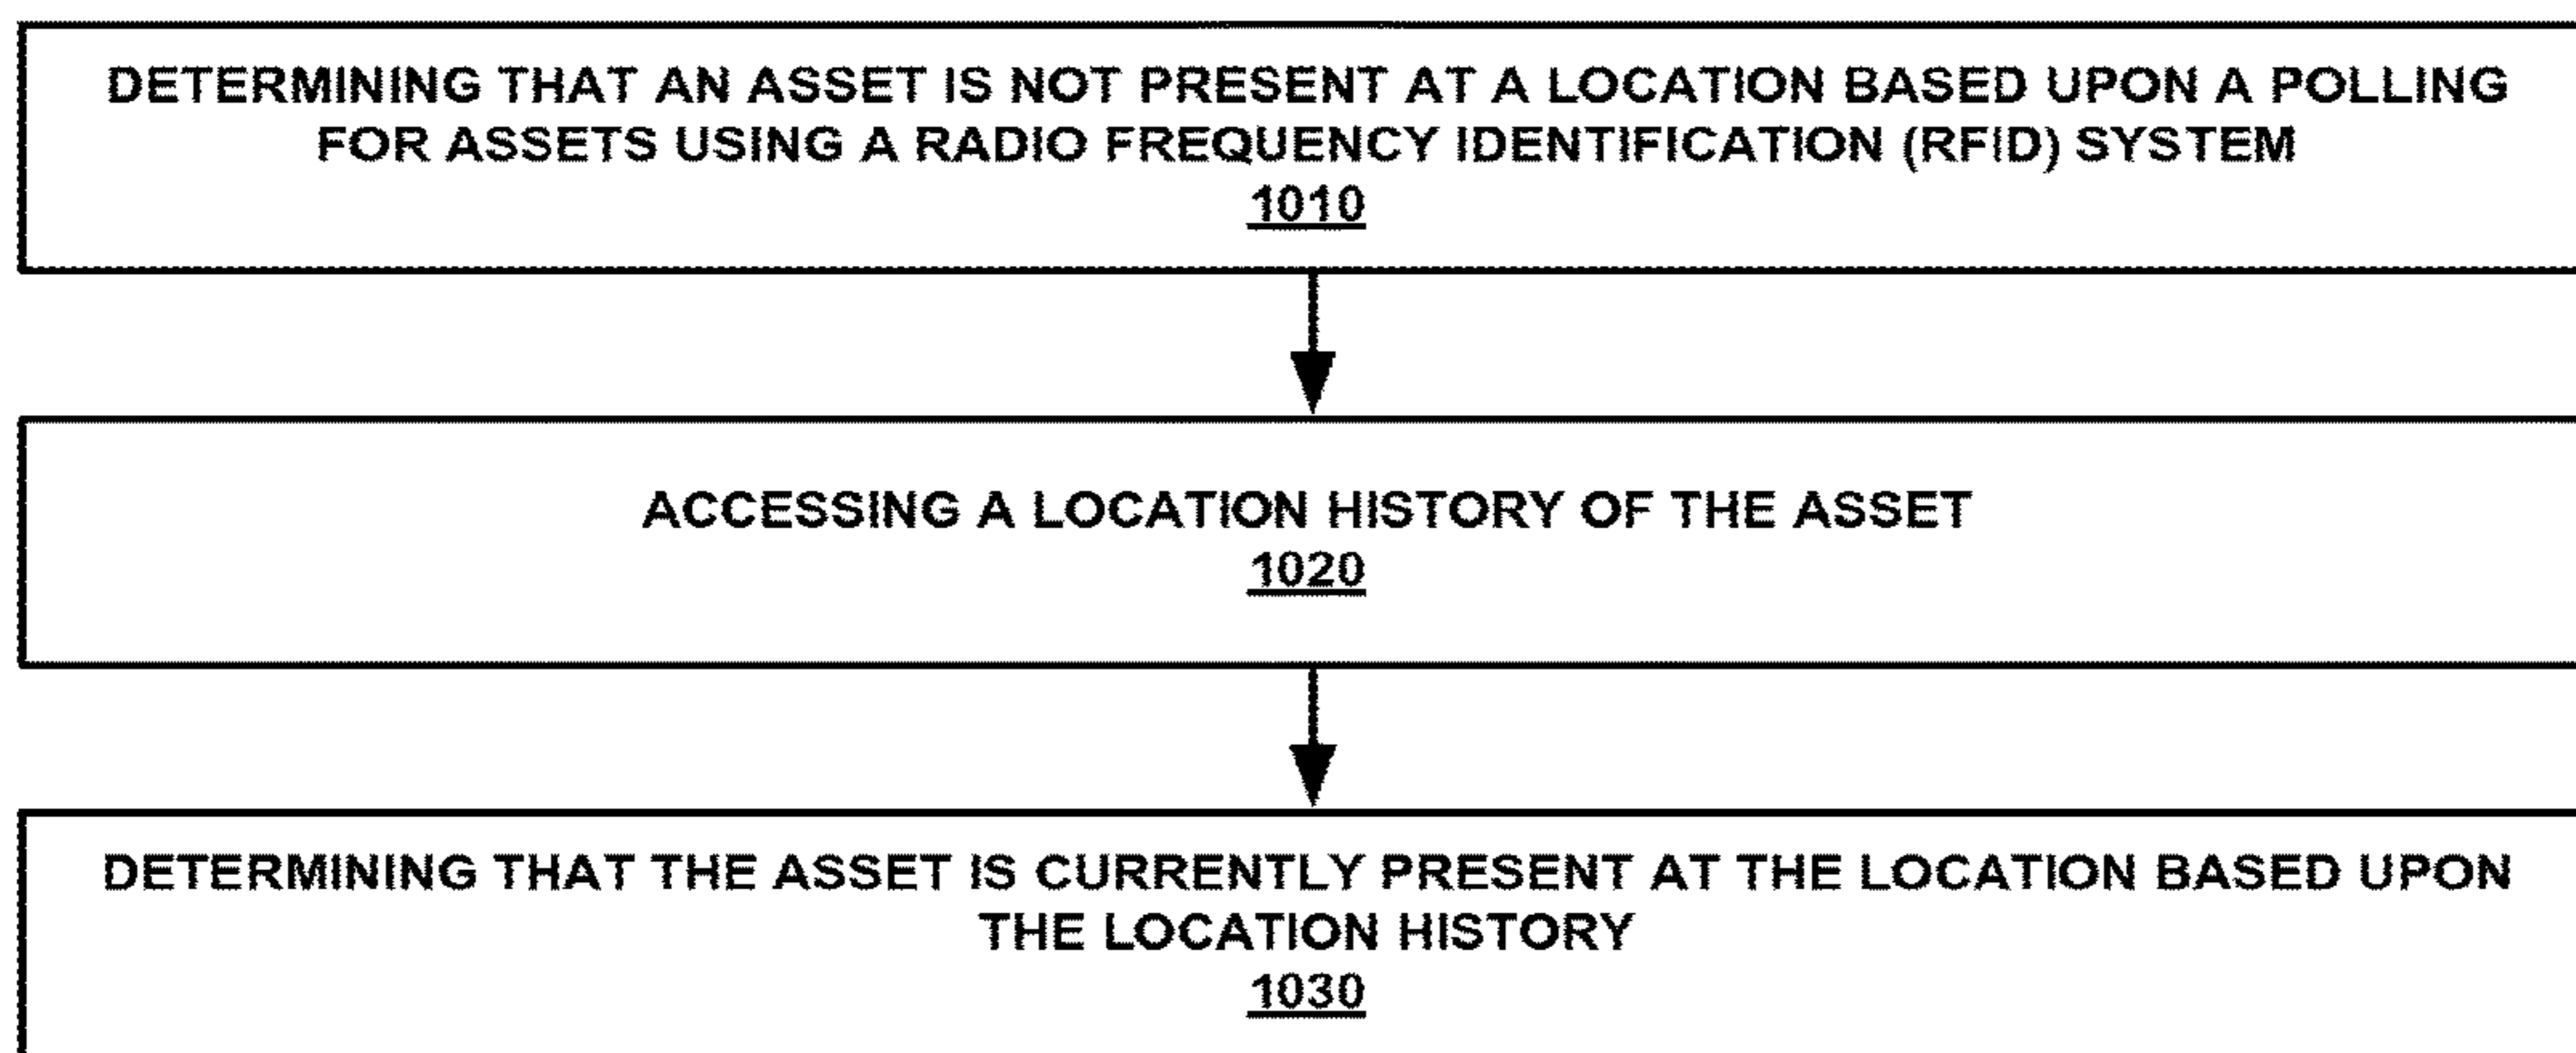 DETERMINING THAT AN ASSET IS NOT PRESENT AT A LOCATION BASED UPON A POLLING
FOR ASSETS USING A RADIO FREQUENCY IDENTIFICATION (RFID) SYSTEM
1010
ACCESSING A LOCATION HISTORY OF THE ASSET
1020
DETERMINING THAT THE ASSET IS CURRENTLY PRESENT AT THE LOCATION BASED UPON
THE LOCATION HISTORY
1030